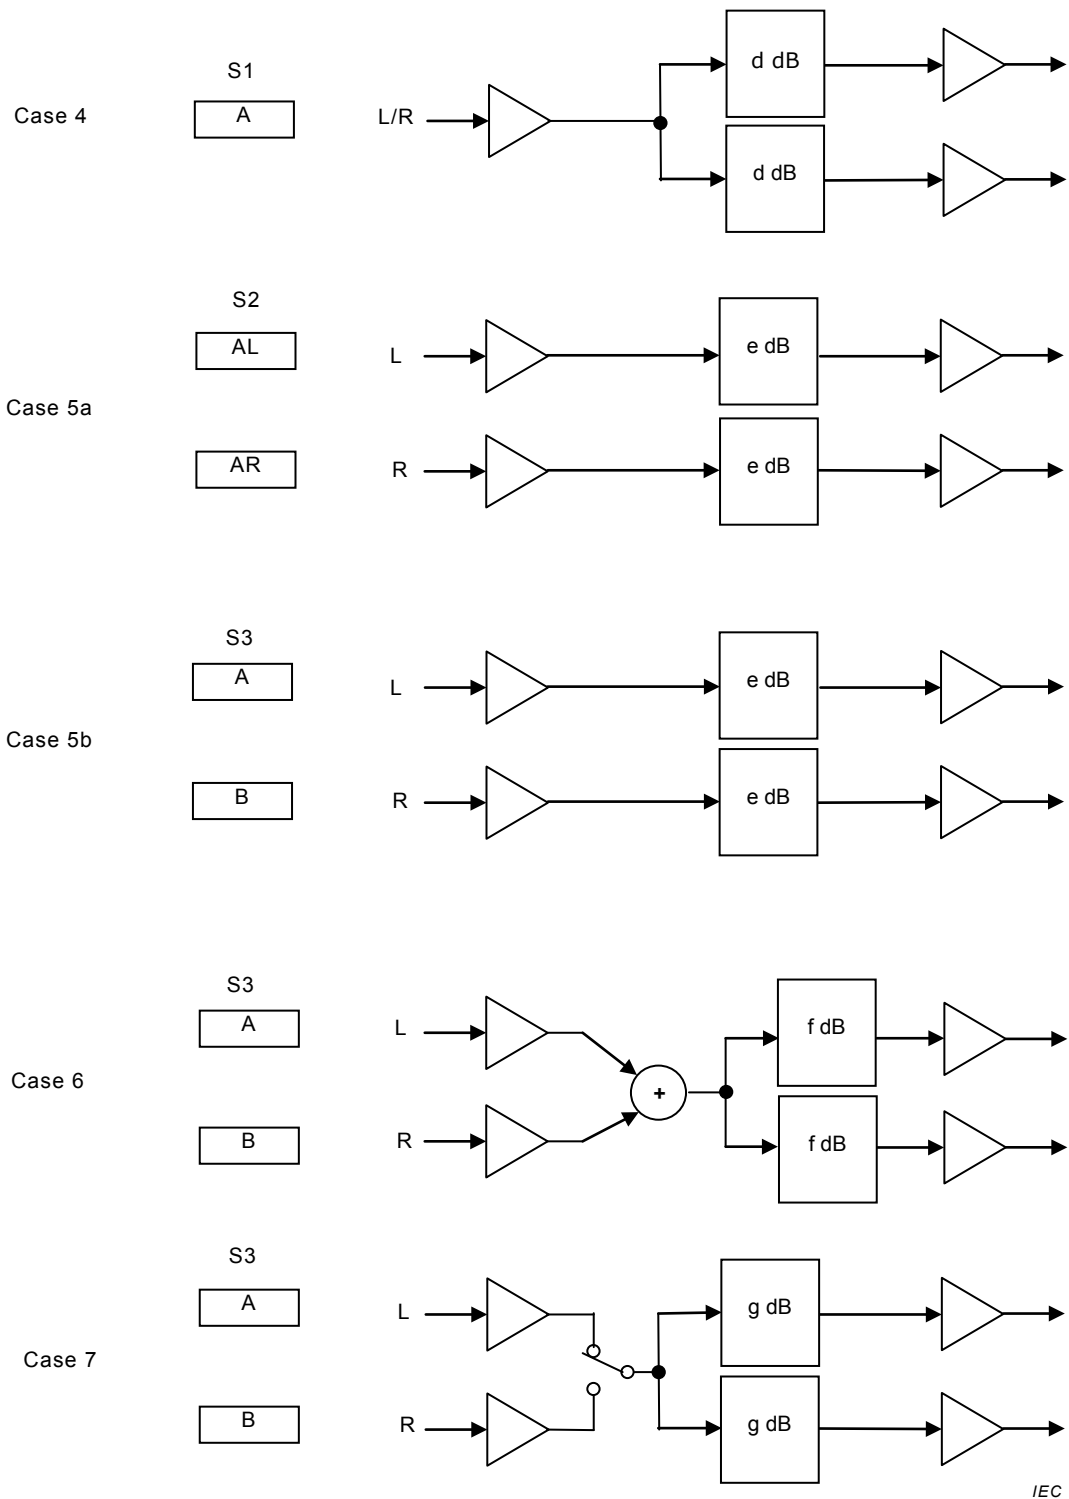 d dB
S1
Case 4
A
L/R
d dB
S2
AL
L
e dB
Case 5a
AR
R
e dB
S3
A
L
e dB
Case 5b
B
R
e dB
S3
A
L
f dB
Case 6
+
B
R
f dB
S3
A
L
g dB
Case 7
B
R
g dB
IEC